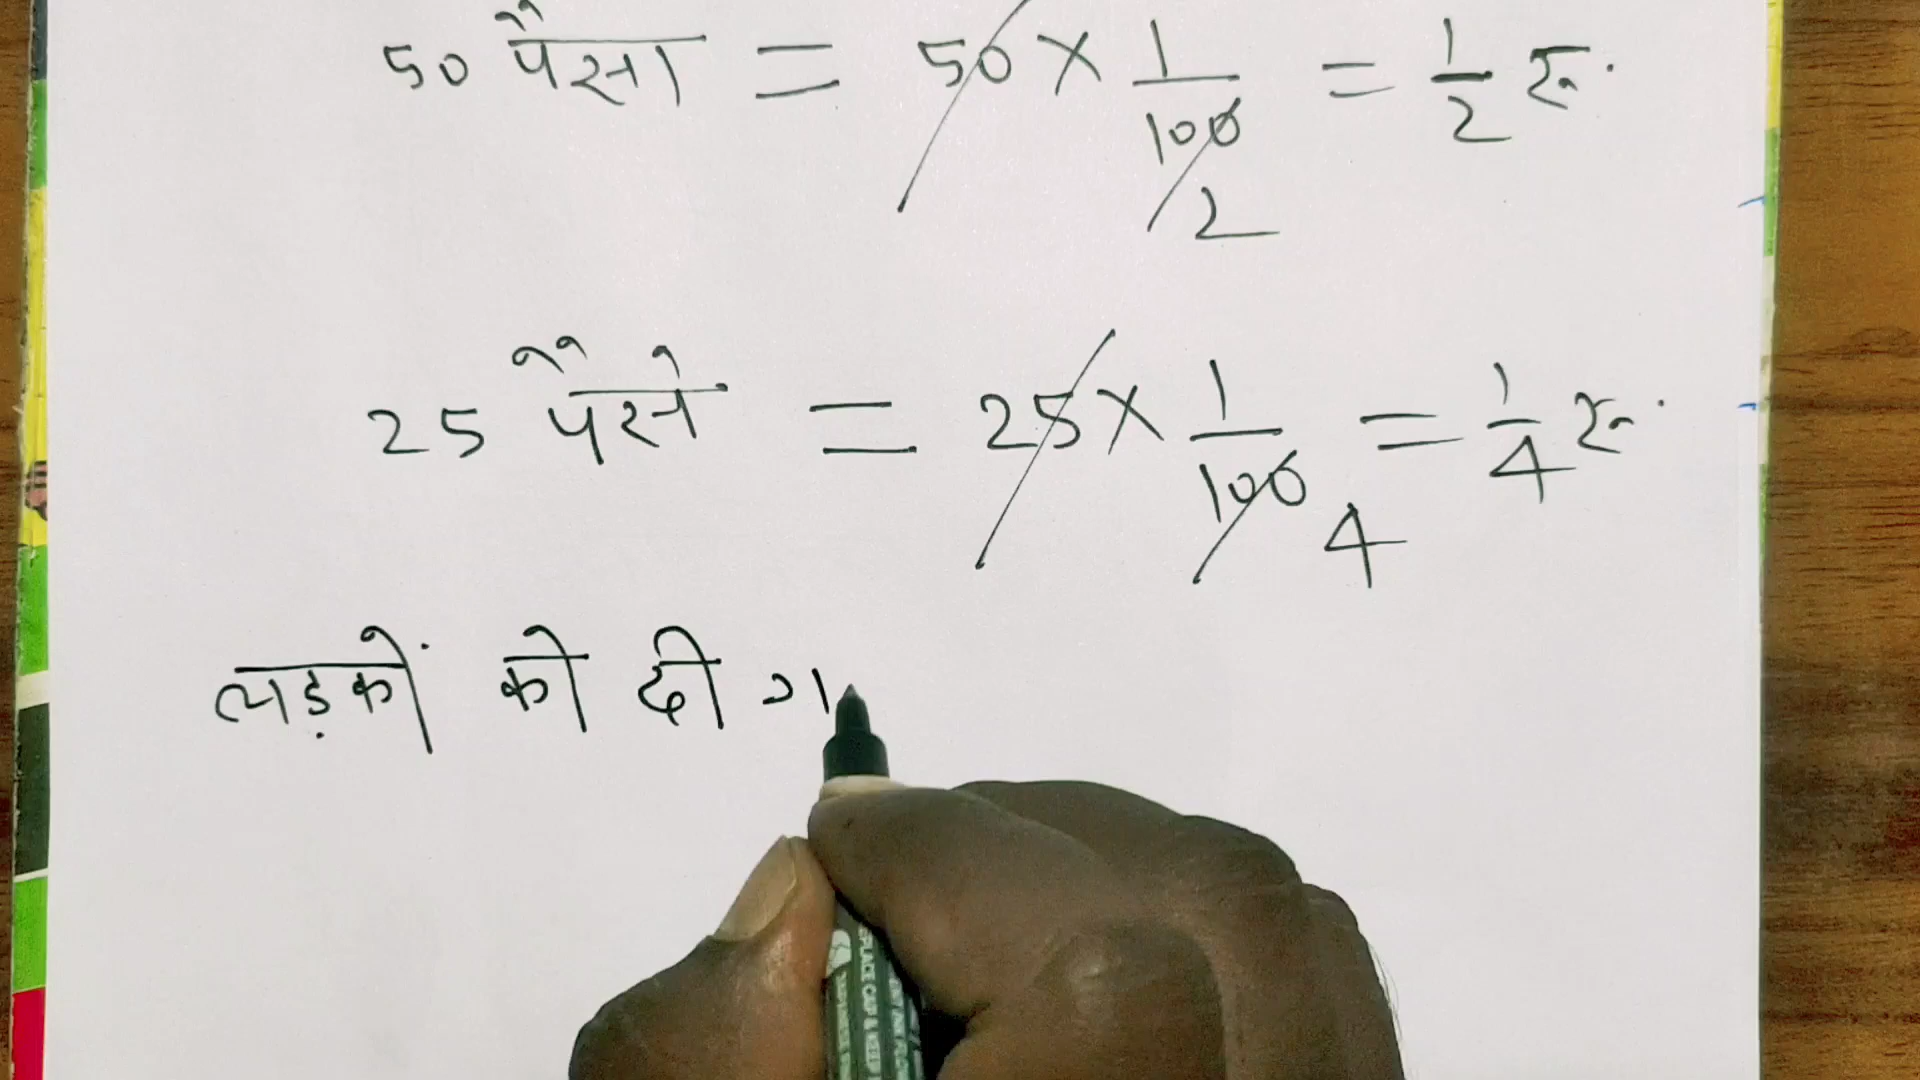 50 पैसा = 50 × 1/100 2 = 1/2 रु.
25 पैसे = 25 × 1/100 4 = 1/4 रु.
लड़कों को दी ग